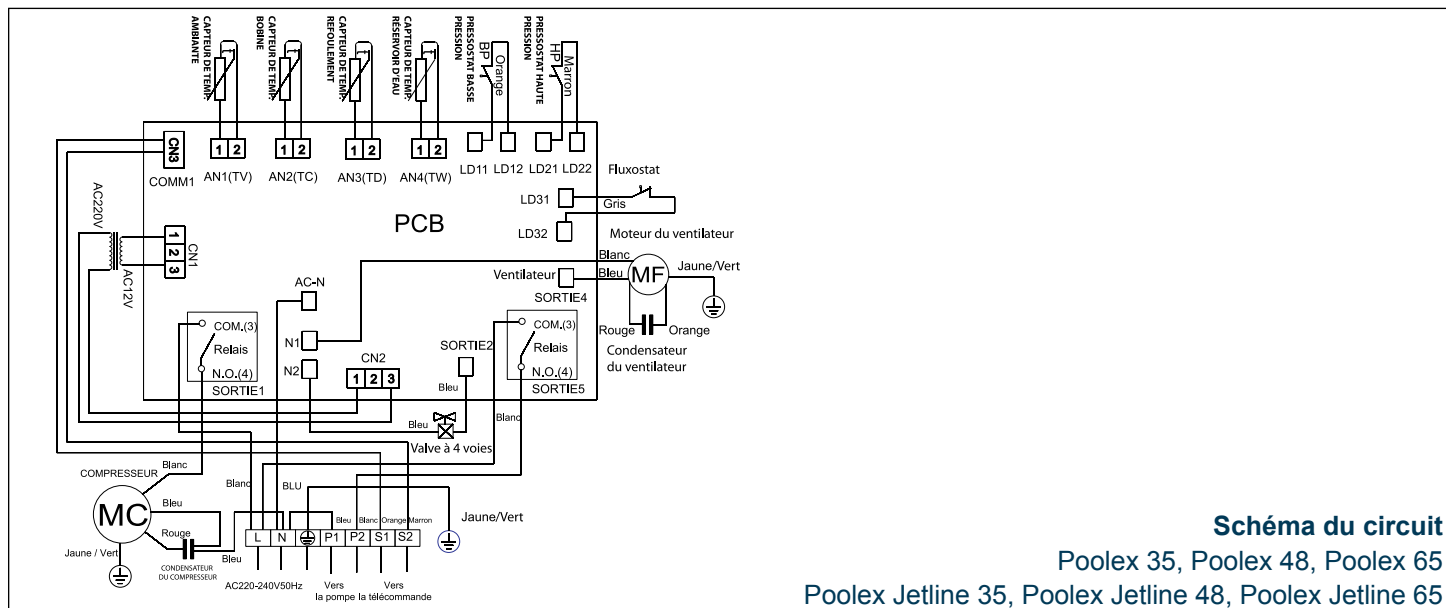 CAPTEUR DE TEMP.
AMBIANTE
CAPTEUR DE TEMP.
BOBINE
CAPTEUR DE TEMP.
REFOULEMENT
CAPTEUR DE TEMP.
RÉSERVOIR D'EAU
PRESSOSTAT BASSE
PRESSION
BP
Orange
PRESSOSTAT HAUTE
PRESSION
HP
Marron
t
t
t
t
CN3
COMM1
1 2
AN1(TV)
1 2
AN2(TC)
1 2
AN3(TD)
1 2
AN4(TW)
LD11 LD12 LD21 LD22
Fluxostat
LD31
Gris
LD32
PCB
AC220V
AC12V
1
2
3
CN1
Moteur du ventilateur
Blanc
Ventilateur
Bleu
MF
Jaune/Vert
SORTIE4
AC-N
Rouge
Orange
Condensateur
du ventilateur
COM.(3)
Relais
N.O.(4)
SORTIE1
N1
N2
CN2
1 2 3
SORTIE2
Bleu
COM.(3)
Relais
N.O.(4)
SORTIE5
Blanc
Bleu
Valve à 4 voies
COMPRESSEUR
Blanc
MC
Bleu
Rouge
Jaune / Vert
CONDENSATEUR
DU COMPRESSEUR
Bleu
Blanc
BLU
Bleu Blanc Orange Marron
Jaune/Vert
L N P1 P2 S1 S2
AC220-240V50Hz
Vers
la pompe
Vers
la télécommande
Schéma du circuit
Poolex 35, Poolex 48, Poolex 65
Poolex Jetline 35, Poolex Jetline 48, Poolex Jetline 65